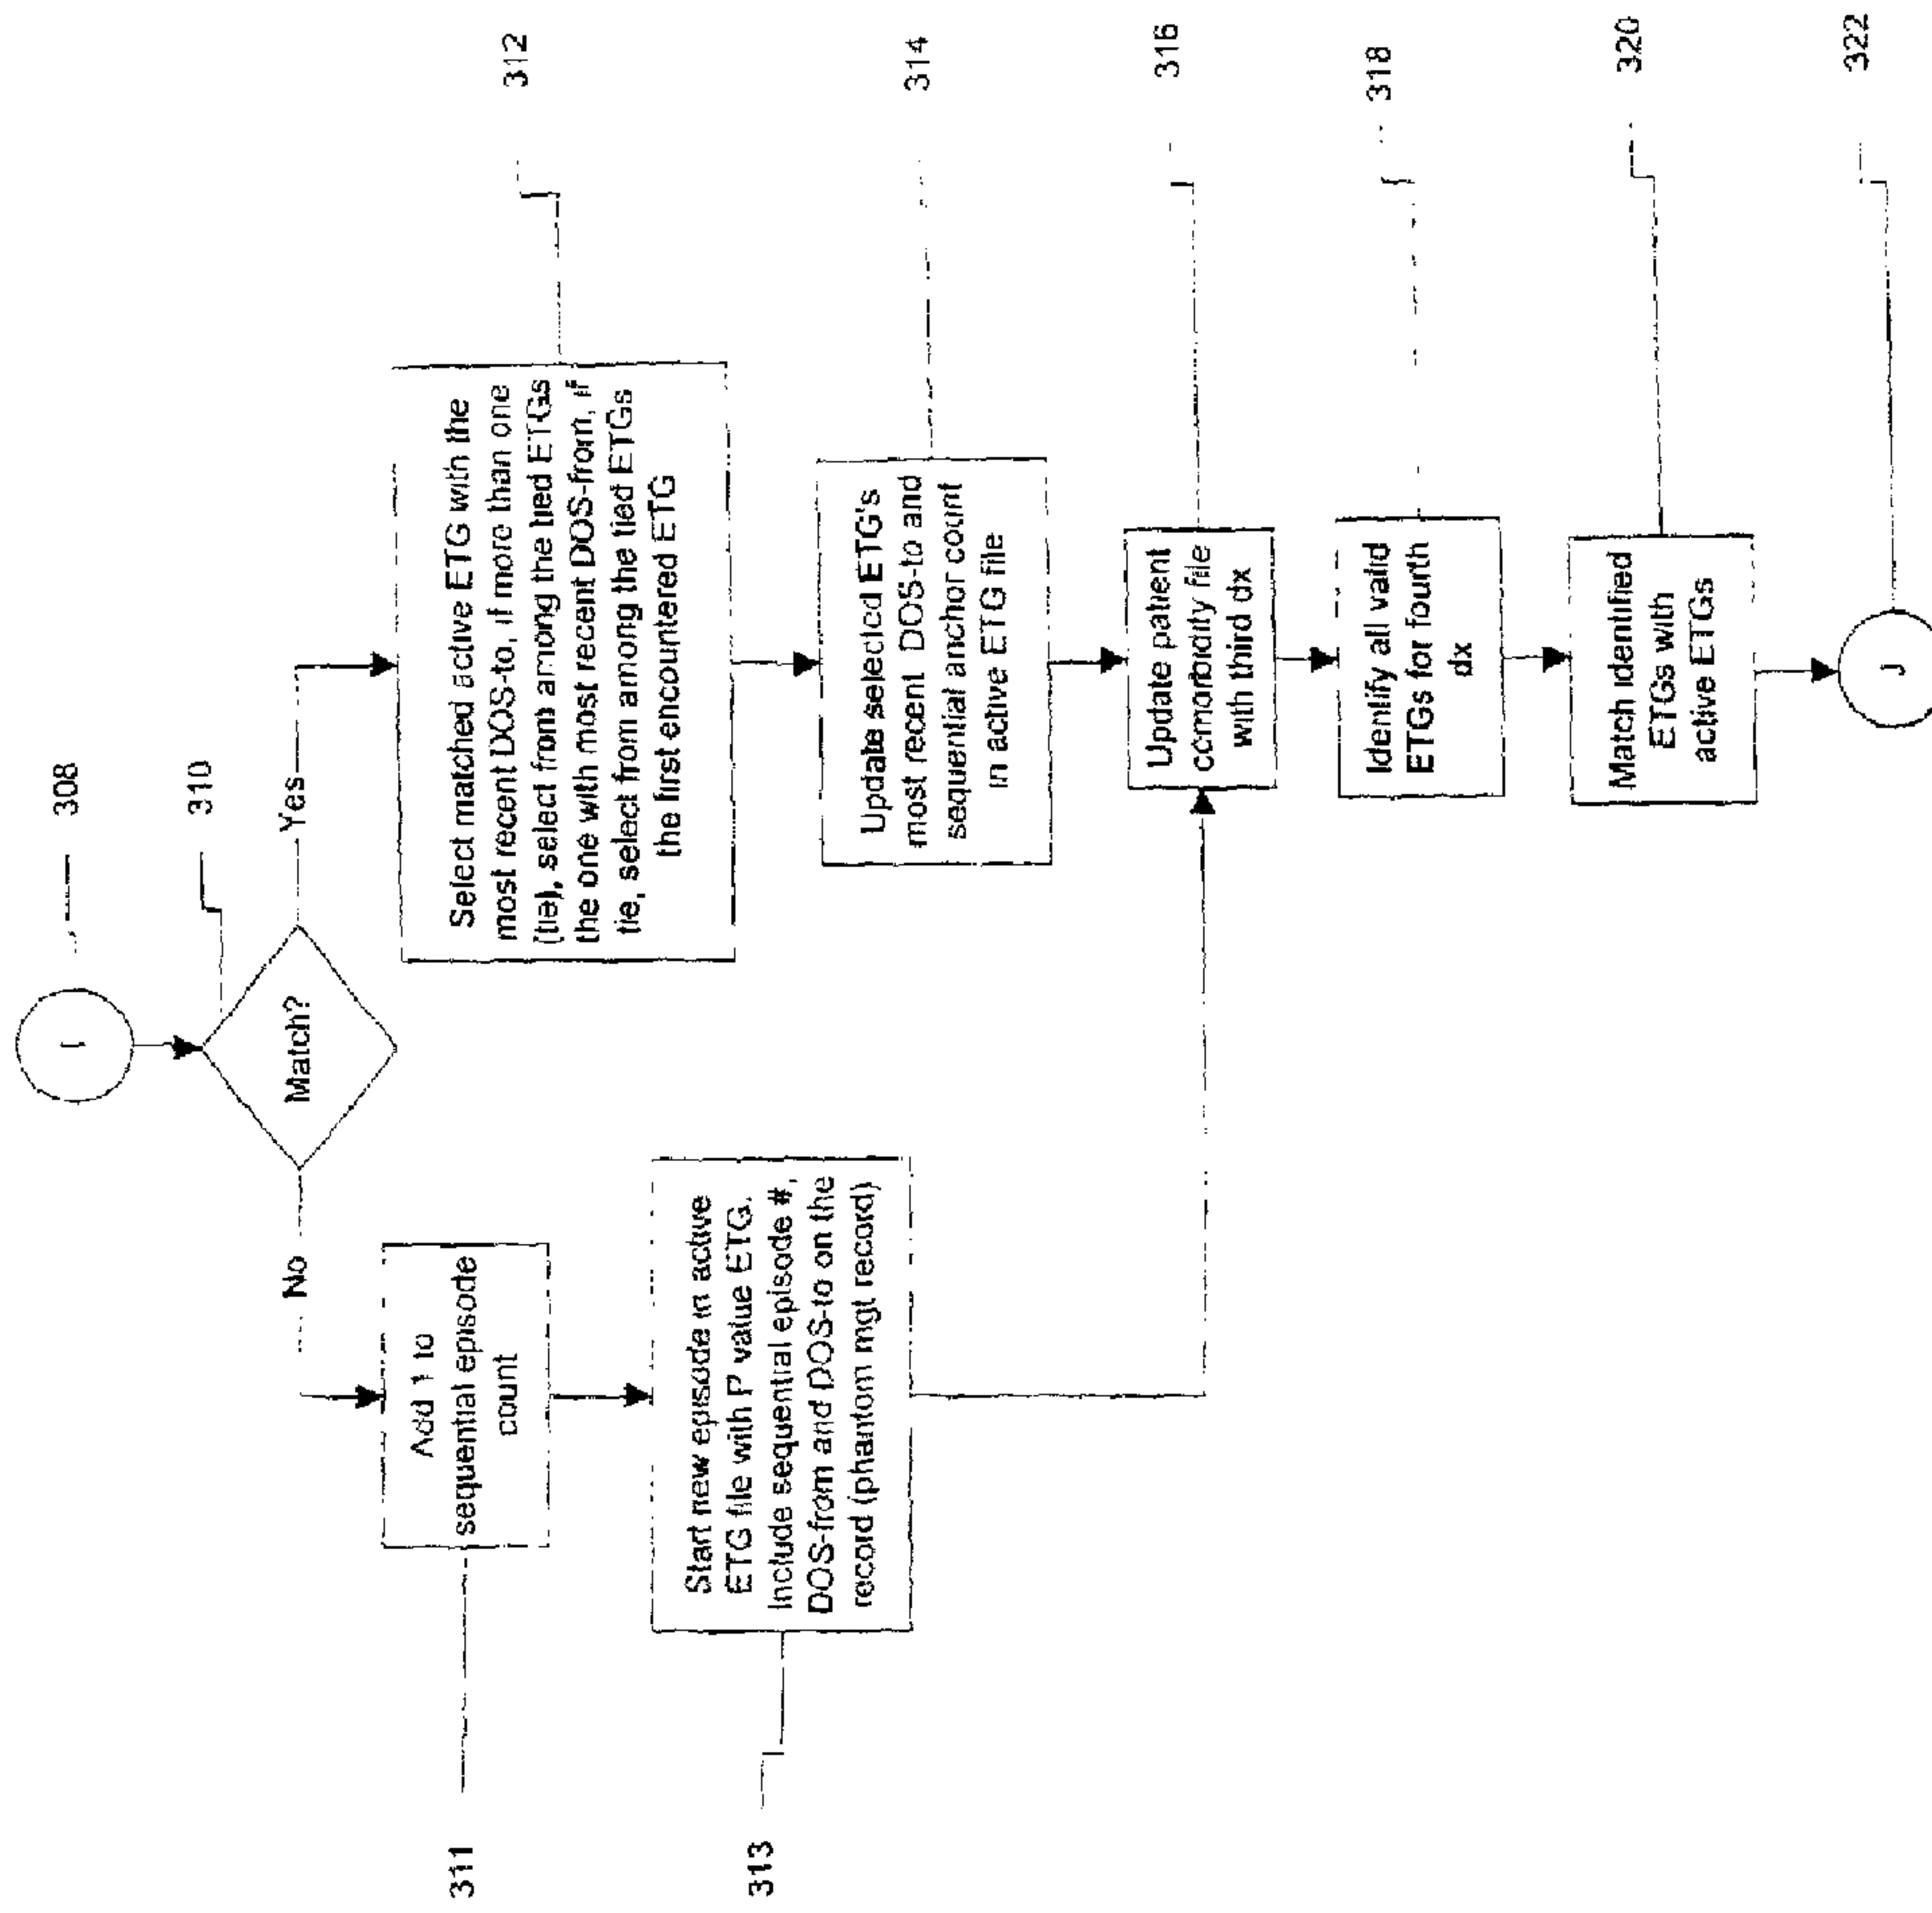 I
308
Match?
310
No
Yes
Add 1 to
sequential episode
count
311
Select matched active ETG with the
most recent DOS-to, if more than one
(tie), select from among the tied ETGs
the one with most recent DOS-from, if
tie, select from among the tied ETGs
the first encountered ETG
312
Start new episode in active
ETG file with P value ETG.
Include sequential episode #,
DOS-from and DOS-to on the
record (phantom mgt record)
313
Update selected ETG's
most recent DOS-to and
sequential anchor count
in active ETG file
314
Update patient
comorbidity file
with third dx
316
Identify all valid
ETGs for fourth
dx
318
Match identified
ETGs with
active ETGs
320
J
322